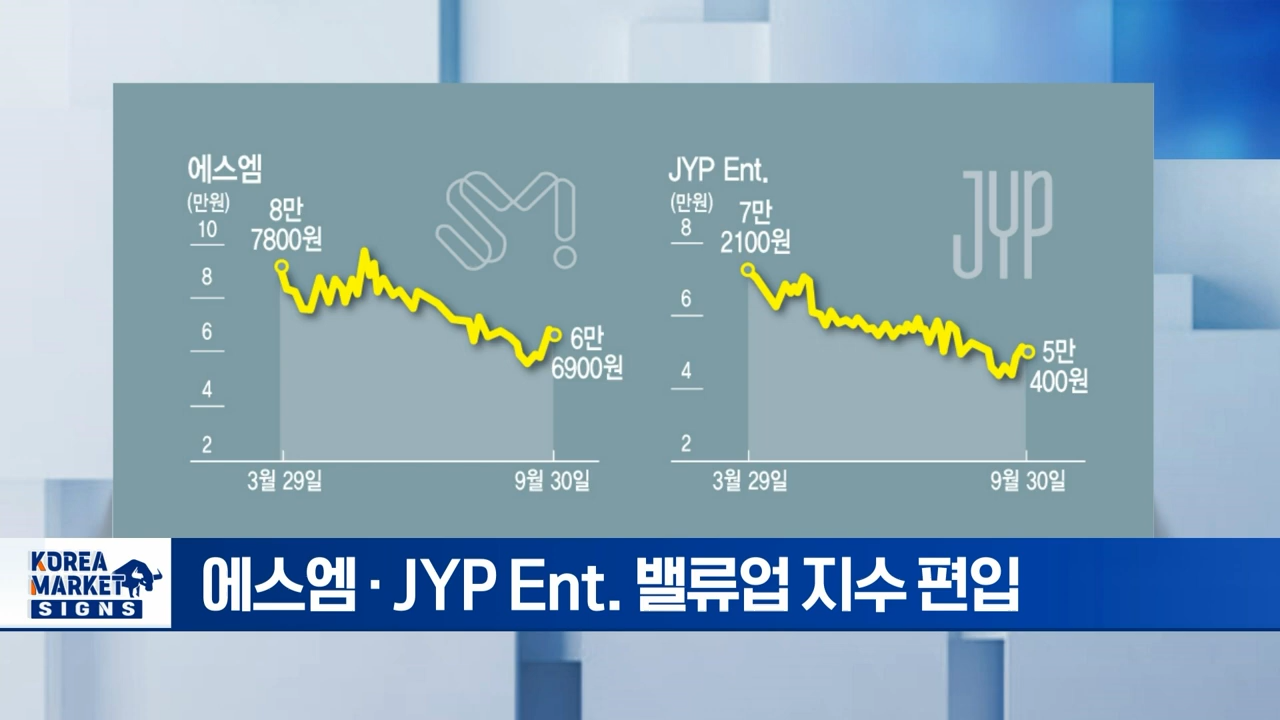 에스엠
(만원)
10
8
6
4
2
8만
7800원
6만
6900원
3월 29일
9월 30일
SM!
JYP Ent.
(만원)
8
6
4
2
7만
2100원
5만
400원
3월 29일
9월 30일
JYP
KOREA
MARKET
SIGNS
에스엠·JYP Ent. 밸류업 지수 편입